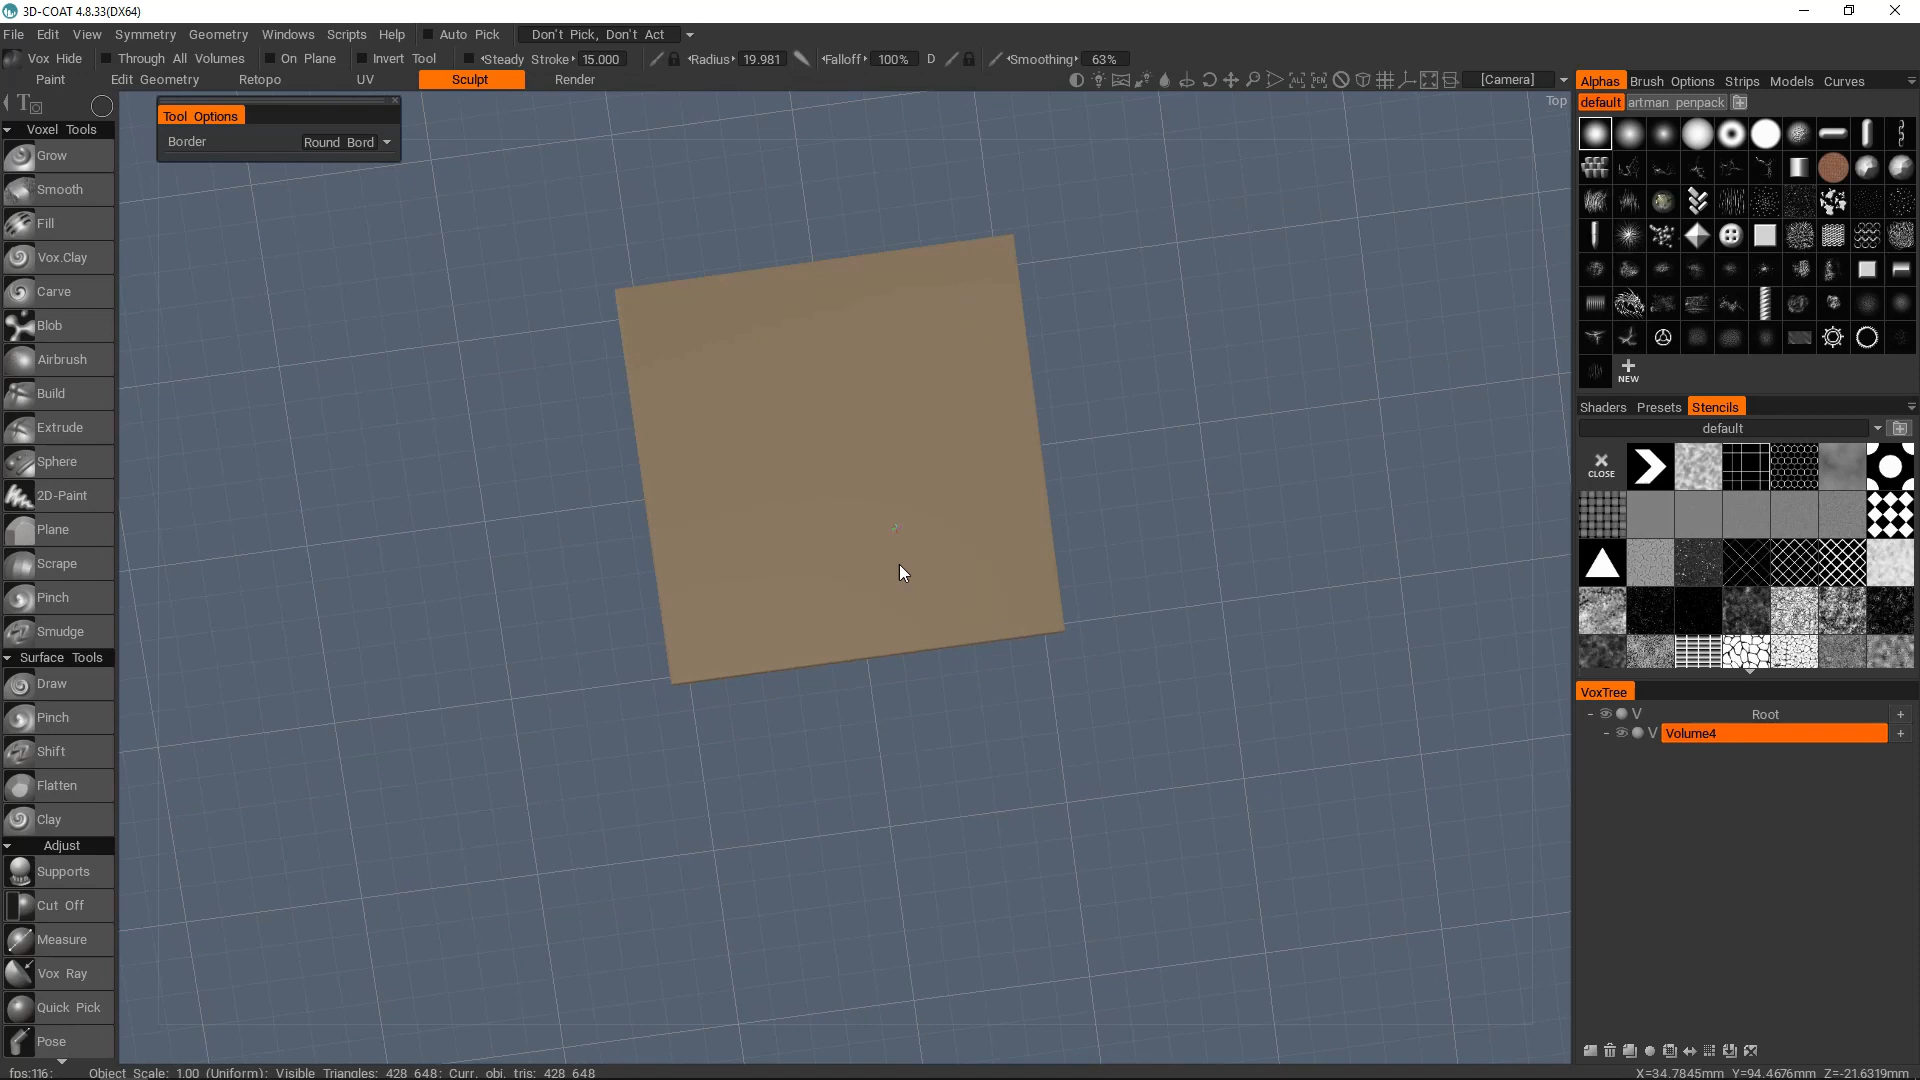 3D-COAT 4.8.33(DX64)
File Edit View Symmetry Geometry Windows Scripts Help Auto Pick Don't Pick, Don't Act
Vox Hide Through All Volumes On Plane Invert Tool Steady Stroke 15.000 Radius 19.981 Falloff 100% D Smoothing 63%
Paint Edit Geometry Retopo UV Sculpt Render [Camera]
Alphas Brush Options Strips Models Curves
default artman penpack
Top
Tool Options
Border Round Bord
Voxel Tools
Grow
Smooth
Fill
Vox.Clay
Carve
Blob
Airbrush
Build
Extrude
Sphere
2D-Paint
Plane
Scrape
Pinch
Smudge
Surface Tools
Draw
Pinch
Shift
Flatten
Clay
Adjust
Supports
Cut Off
Measure
Vox Ray
Quick Pick
Pose
NEW
Shaders Presets Stencils
default
CLOSE
VoxTree
V Root +
V Volume4 +
fps:116; Object Scale: 1.00 (Uniform); Visible Triangles: 428 648; Curr. obj. tris: 428 648
X=34.7845mm Y=94.4676mm Z=-21.6319mm